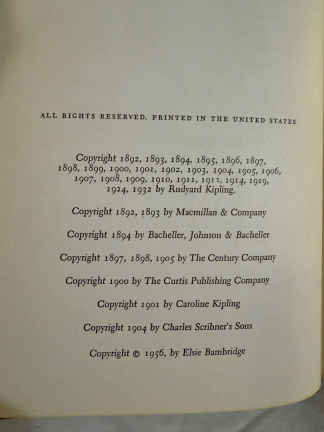 ALL RIGHTS RESERVED, PRINTED IN THE UNITED STATES
Copyright 1892, 1893, 1894, 1895, 1896, 1897,
1898, 1899, 1900, 1901, 1902, 1903, 1904, 1905, 1906,
1907, 1908, 1909, 1910, 1911, 1912, 1914, 1919,
1924, 1932 by Rudyard Kipling.
Copyright 1892, 1893 by Macmillan & Company
Copyright 1894 by Bacheller, Johnson & Bacheller
Copyright 1897, 1898, 1905 by The Century Company
Copyright 1900 by The Curtis Publishing Company
Copyright 1901 by Caroline Kipling
Copyright 1904 by Charles Scribner's Sons
Copyright © 1956, by Elsie Bambridge